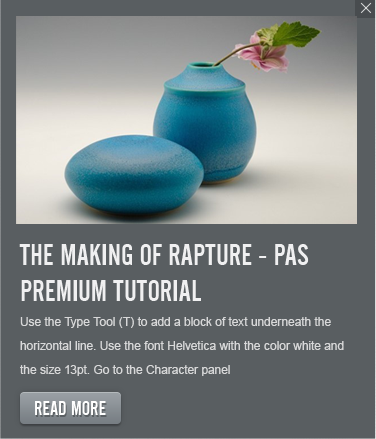 THE MAKING OF RAPTURE - PAS
PREMIUM TUTORIAL
Use the Type Tool (T) to add a block of text underneath the
horizontal line. Use the font Helvetica with the color white and
the size 13pt. Go to the Character panel
READ MORE